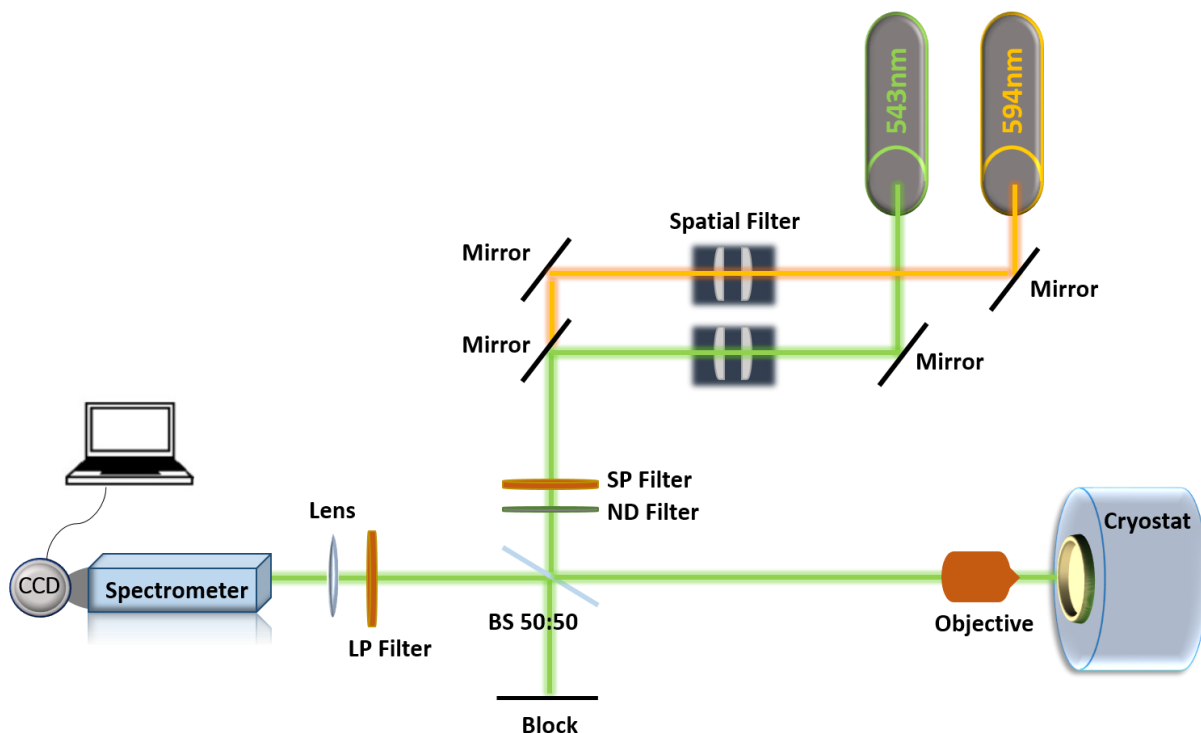 543nm
594nm
Spatial Filter
Mirror
Mirror
Mirror
Mirror
SP Filter
ND Filter
Lens
Cryostat
CCD
Spectrometer
BS 50:50
Objective
LP Filter
Block